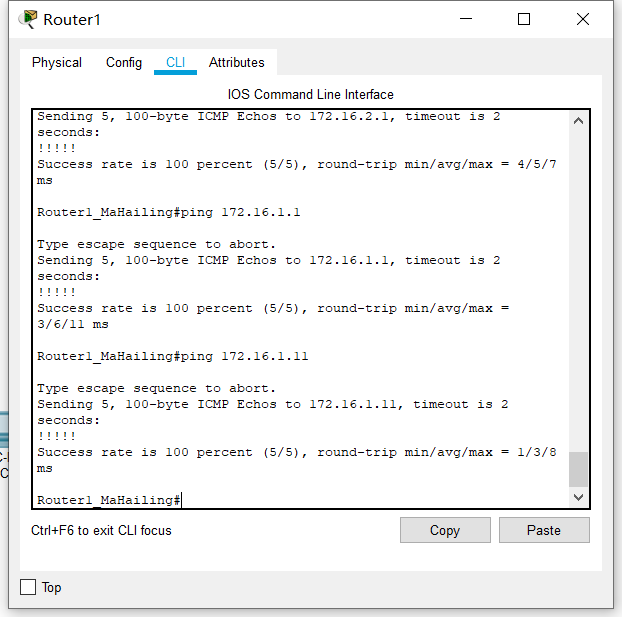 Router1
Physical Config CLI Attributes
IOS Command Line Interface
Sending 5, 100-byte ICMP Echos to 172.16.2.1, timeout is 2
seconds:
!!!!!
Success rate is 100 percent (5/5), round-trip min/avg/max = 4/5/7
ms
Router1_MaHailing#ping 172.16.1.1
Type escape sequence to abort.
Sending 5, 100-byte ICMP Echos to 172.16.1.1, timeout is 2
seconds:
!!!!!
Success rate is 100 percent (5/5), round-trip min/avg/max =
3/6/11 ms
Router1_MaHailing#ping 172.16.1.11
Type escape sequence to abort.
Sending 5, 100-byte ICMP Echos to 172.16.1.11, timeout is 2
seconds:
!!!!!
Success rate is 100 percent (5/5), round-trip min/avg/max = 1/3/8
ms
Router1_MaHailing#
Ctrl+F6 to exit CLI focus
Copy Paste
Top